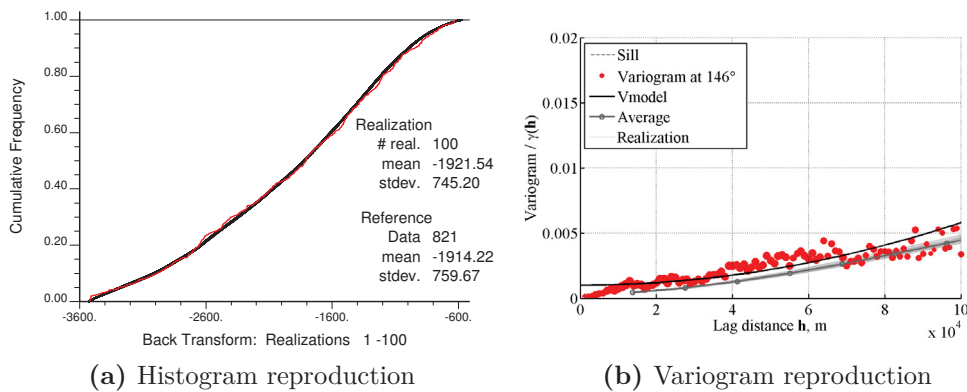 1.00
0.80
0.60
0.40
0.20
0.00
Cumulative Frequency
-3600.
-2600.
-1600.
-600.
Back Transform: Realizations 1 -100
Realization
# real. 100
mean -1921.54
stdev. 745.20
Reference
Data 821
mean -1914.22
stdev. 759.67
(a) Histogram reproduction
0.02
0.015
0.01
0.005
0
Variogram / γ(h)
Sill
Variogram at 146°
Vmodel
Average
Realization
0 2 4 6 8 10
Lag distance h, m
x 10⁴
(b) Variogram reproduction